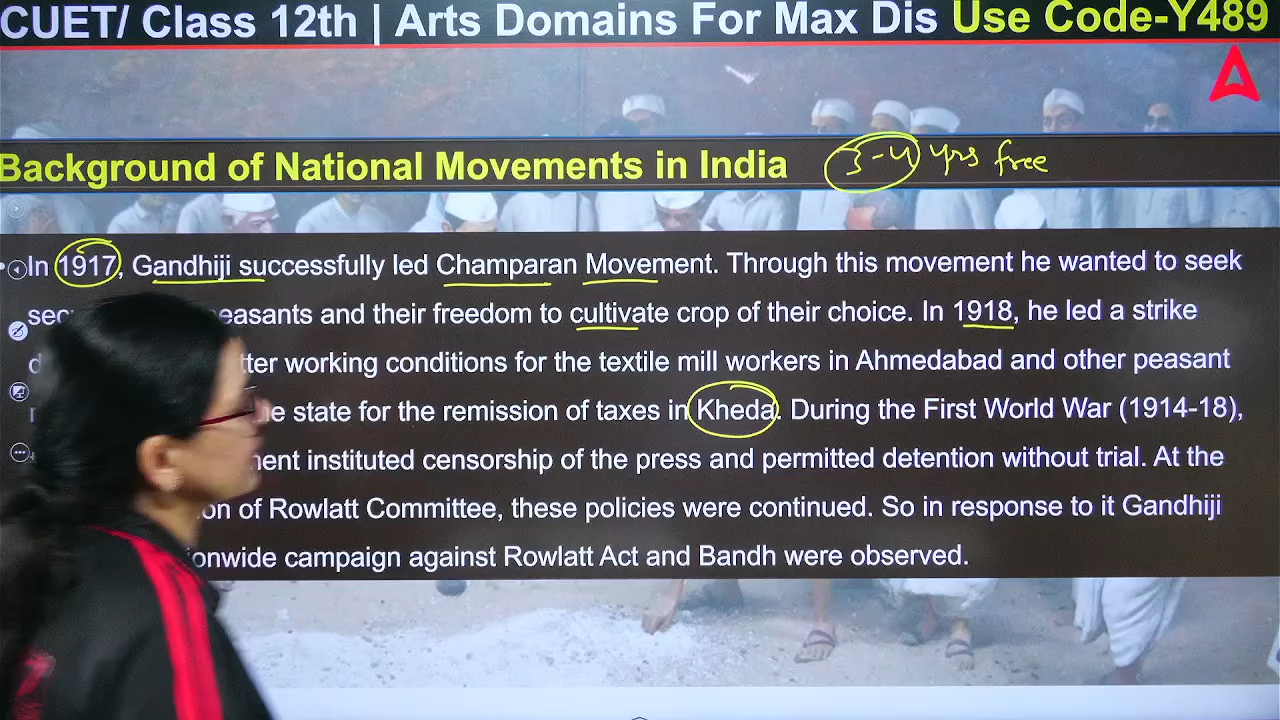 CUET/ Class 12th | Arts Domains For Max Dis Use Code-Y489
Background of National Movements in India 3-4 yrs free
In 1917, Gandhiji successfully led Champaran Movement. Through this movement he wanted to seek
easants and their freedom to cultivate crop of their choice. In 1918, he led a strike
tter working conditions for the textile mill workers in Ahmedabad and other peasant
e state for the remission of taxes in Kheda. During the First World War (1914-18),
ent instituted censorship of the press and permitted detention without trial. At the
on of Rowlatt Committee, these policies were continued. So in response to it Gandhiji
ionwide campaign against Rowlatt Act and Bandh were observed.